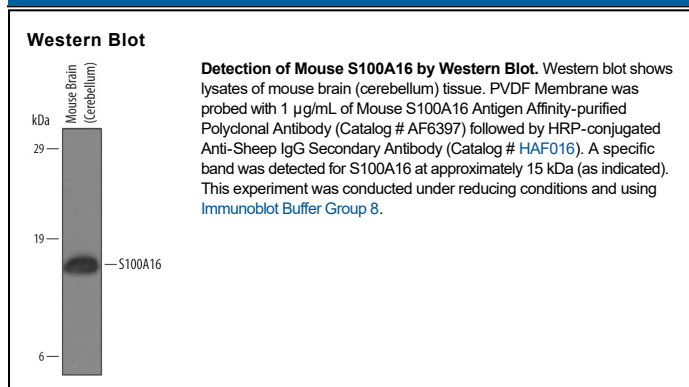 Western Blot
Mouse Brain
(Cerebellum)
kDa
29
19
S100A16
6
Detection of Mouse S100A16 by Western Blot. Western blot shows
lysates of mouse brain (cerebellum) tissue. PVDF Membrane was
probed with 1 µg/mL of Mouse S100A16 Antigen Affinity-purified
Polyclonal Antibody (Catalog # AF6397) followed by HRP-conjugated
Anti-Sheep IgG Secondary Antibody (Catalog # HAF016). A specific
band was detected for S100A16 at approximately 15 kDa (as indicated).
This experiment was conducted under reducing conditions and using
Immunoblot Buffer Group 8.